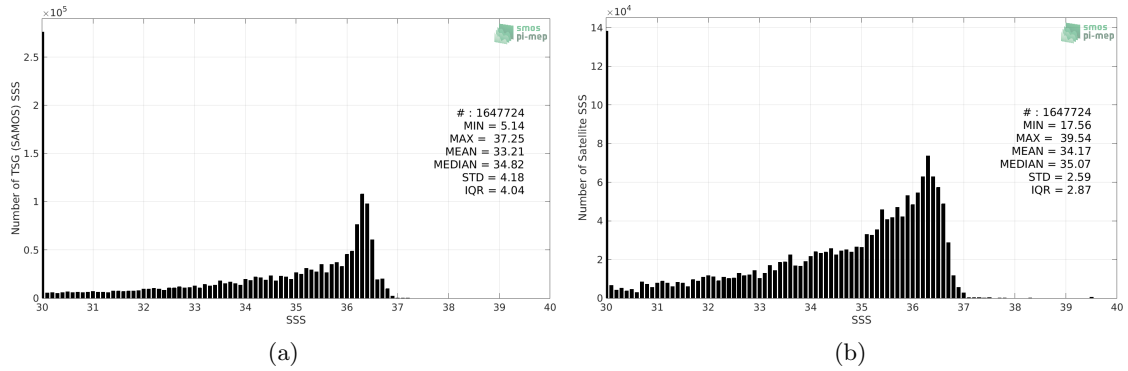 ×10⁵
2.5
2
1.5
1
0.5
0
30 31 32 33 34 35 36 37 38 39 40
SSS
Number of TSG (SAMOS) SSS
smos
pi-mep
# : 1647724
MIN = 5.14
MAX = 37.25
MEAN = 33.21
MEDIAN = 34.82
STD = 4.18
IQR = 4.04
(a)
×10⁴
14
12
10
8
6
4
2
0
30 31 32 33 34 35 36 37 38 39 40
SSS
Number of Satellite SSS
smos
pi-mep
# : 1647724
MIN = 17.56
MAX = 39.54
MEAN = 34.17
MEDIAN = 35.07
STD = 2.59
IQR = 2.87
(b)